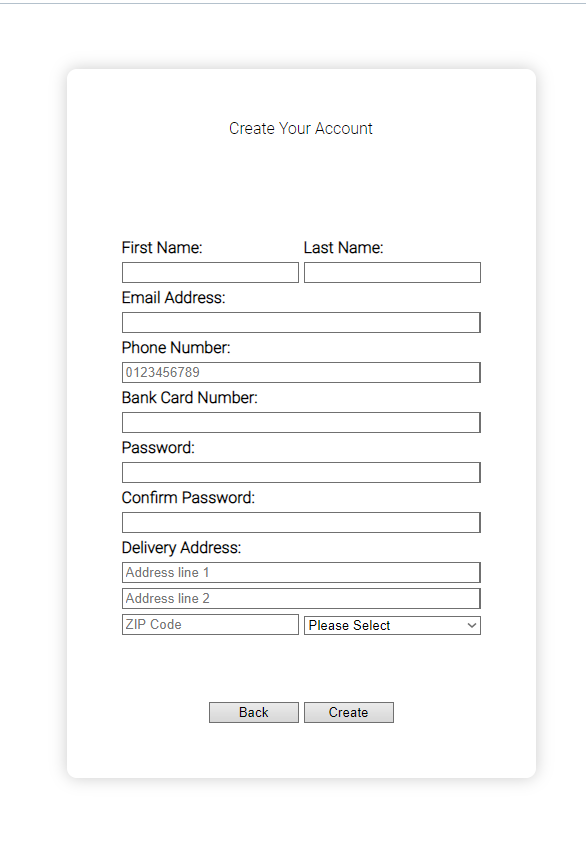 Create Your Account
First Name: Last Name:
Email Address:
Phone Number:
0123456789
Bank Card Number:
Password:
Confirm Password:
Delivery Address:
Address line 1
Address line 2
ZIP Code Please Select
Back Create